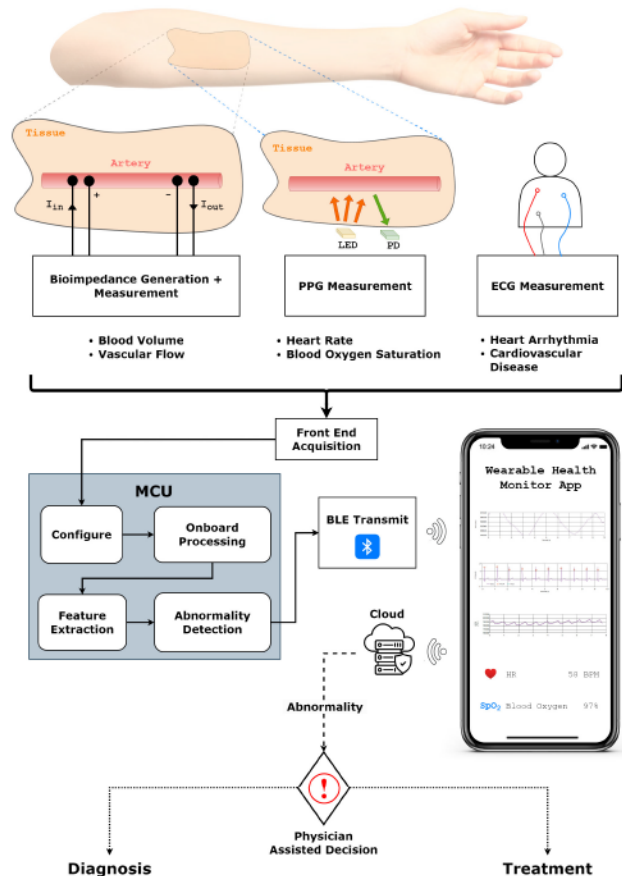 Tissue
Artery
I_in
+
-
I_out
Tissue
Artery
LED
PD
Bioimpedance Generation +
Measurement
PPG Measurement
ECG Measurement
• Blood Volume
• Vascular Flow
• Heart Rate
• Blood Oxygen Saturation
• Heart Arrhythmia
• Cardiovascular
Disease
Front End
Acquisition
MCU
Configure
Onboard
Processing
Feature
Extraction
Abnormality
Detection
BLE Transmit
Cloud
10:24
Wearable Health
Monitor App
HR 58 BPM
SpO₂ Blood Oxygen 97%
Abnormality
!
Physician
Assisted Decision
Diagnosis
Treatment